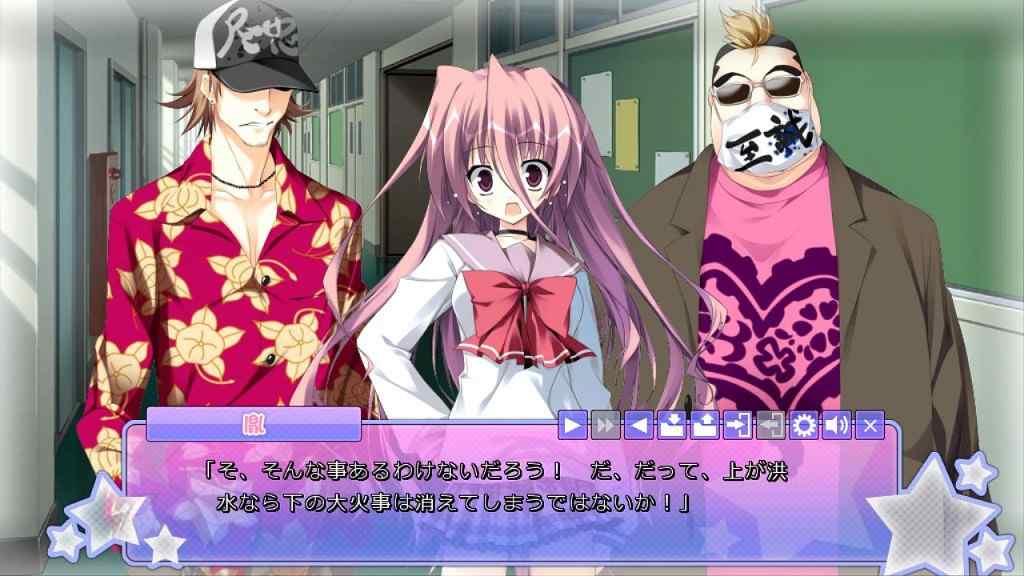 至誠
胤
「そ、そんな事あるわけないだろう！　だ、だって、上が洪
水なら下の大火事は消えてしまうではないか！」